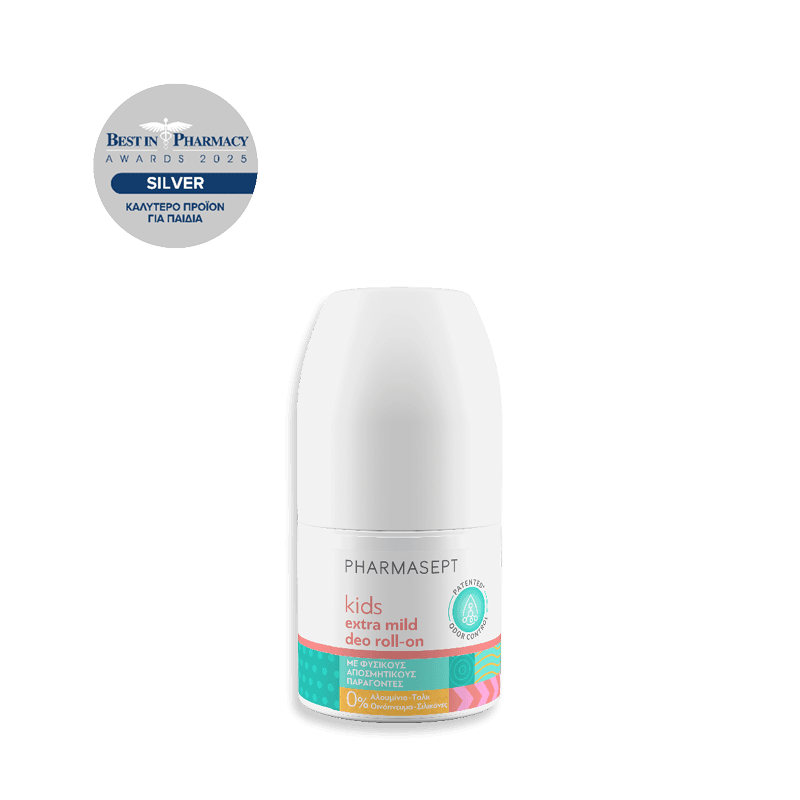 BEST IN PHARMACY
AWARDS 2025
SILVER
ΚΑΛΥΤΕΡΟ ΠΡΟΪΟΝ
ΓΙΑ ΠΑΙΔΙΑ
PHARMASEPT
kids
extra mild
deo roll-on
PATENTED
ODOR CONTROL
ΜΕ ΦΥΣΙΚΟΥΣ
ΑΠΟΣΜΗΤΙΚΟΥΣ
ΠΑΡΑΓΟΝΤΕΣ
0% Αλουμίνιο-Ταλκ
Οινόπνευμα-Σιλικόνες